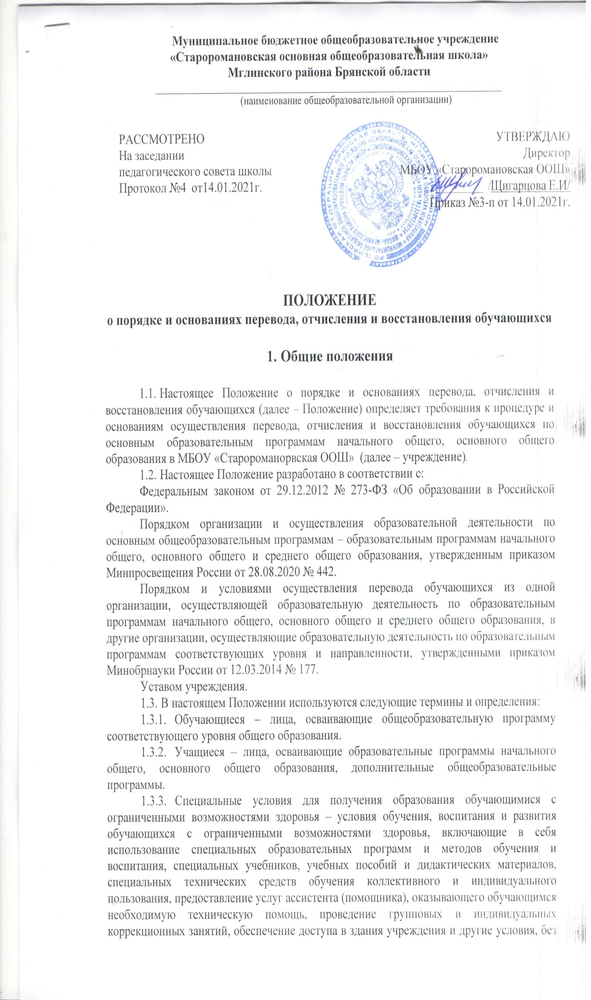 Муниципальное бюджетное общеобразовательное учреждение
«Старороманoвская основная общеобразовательная школа»
Мглинского района Брянской области
(наименование общеобразовательной организации)
РАССМОТРЕНО
На заседании
педагогического совета школы
Протокол №4 от14.01.2021г.
УТВЕРЖДАЮ
Директор
МБОУ «Старороманoвская ООШ»
/Щигарцова Е.И/
Приказ №3-п от 14.01.2021г.
ПОЛОЖЕНИЕ
о порядке и основаниях перевода, отчисления и восстановления обучающихся
1. Общие положения
1.1. Настоящее Положение о порядке и основаниях перевода, отчисления и
восстановления обучающихся (далее – Положение) определяет требования к процедуре и
основаниям осуществления перевода, отчисления и восстановления обучающихся по
основным образовательным программам начального общего, основного общего
образования в МБОУ «Старороманорвская ООШ» (далее – учреждение).
1.2. Настоящее Положение разработано в соответствии с:
Федеральным законом от 29.12.2012 № 273-ФЗ «Об образовании в Российской
Федерации».
Порядком организации и осуществления образовательной деятельности по
основным общеобразовательным программам – образовательным программам начального
общего, основного общего и среднего общего образования, утвержденным приказом
Минпросвещения России от 28.08.2020 № 442.
Порядком и условиями осуществления перевода обучающихся из одной
организации, осуществляющей образовательную деятельность по образовательным
программам начального общего, основного общего и среднего общего образования, в
другие организации, осуществляющие образовательную деятельность по образовательным
программам соответствующих уровня и направленности, утвержденными приказом
Минобрнауки России от 12.03.2014 № 177.
Уставом учреждения.
1.3. В настоящем Положении используются следующие термины и определения:
1.3.1. Обучающиеся – лица, осваивающие общеобразовательную программу
соответствующего уровня общего образования.
1.3.2. Учащиеся – лица, осваивающие образовательные программы начального
общего, основного общего образования, дополнительные общеобразовательные
программы.
1.3.3. Специальные условия для получения образования обучающимися с
ограниченными возможностями здоровья – условия обучения, воспитания и развития
обучающихся с ограниченными возможностями здоровья, включающие в себя
использование специальных образовательных программ и методов обучения и
воспитания, специальных учебников, учебных пособий и дидактических материалов,
специальных технических средств обучения коллективного и индивидуального
пользования, предоставление услуг ассистента (помощника), оказывающего обучающимся
необходимую техническую помощь, проведение групповых и индивидуальных
коррекционных занятий, обеспечение доступа в здания учреждения и другие условия, без